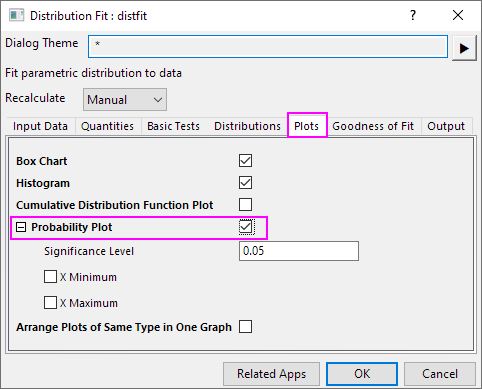 Distribution Fit : distfit
Dialog Theme *
Fit parametric distribution to data
Recalculate Manual
Input Data Quantities Basic Tests Distributions Plots Goodness of Fit Output
Box Chart
Histogram
Cumulative Distribution Function Plot
Probability Plot
Significance Level 0.05
X Minimum
X Maximum
Arrange Plots of Same Type in One Graph
Related Apps OK Cancel